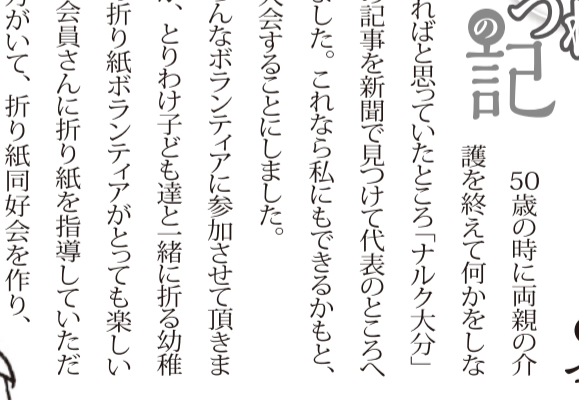 の記
50歳の時に両親の介
護を終えて何かをしな
ればと思っていたところ「ナルク大分」
記事を新聞で見つけて代表のところへ
ました。これなら私にもできるかもと、
会することにしました。
んなボランティアに参加させて頂きま
、とりわけ子ども達と一緒に折る幼稚
折り紙ボランティアがとっても楽しい
会員さんに折り紙を指導していただ
がいて、折り紙同好会を作り、